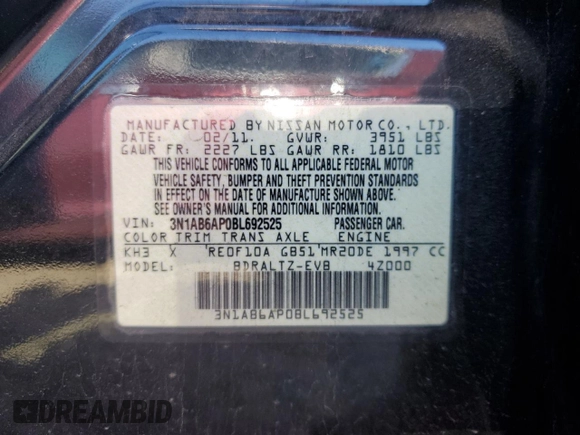 MANUFACTURED BY NISSAN MOTOR CO., LTD.
DATE: 02/11. GVWR: 3951 LBS
GAWR FR: 2227 LBS GAWR RR: 1810 LBS
THIS VEHICLE CONFORMS TO ALL APPLICABLE FEDERAL MOTOR
VEHICLE SAFETY, BUMPER AND THEFT PREVENTION STANDARDS
IN EFFECT ON THE DATE OF MANUFACTURE SHOWN ABOVE.
SEE OWNER'S MANUAL FOR ADDITIONAL INFORMATION.
VIN: 3N1AB6AP0BL692525 PASSENGER CAR.
COLOR TRIM TRANS AXLE ENGINE
KH3 X RE0F10A GB51 MR20DE 1997 CC
MODEL: BDRALTZ-EVB 4Z000
3N1AB6AP0BL692525
DREAMBID